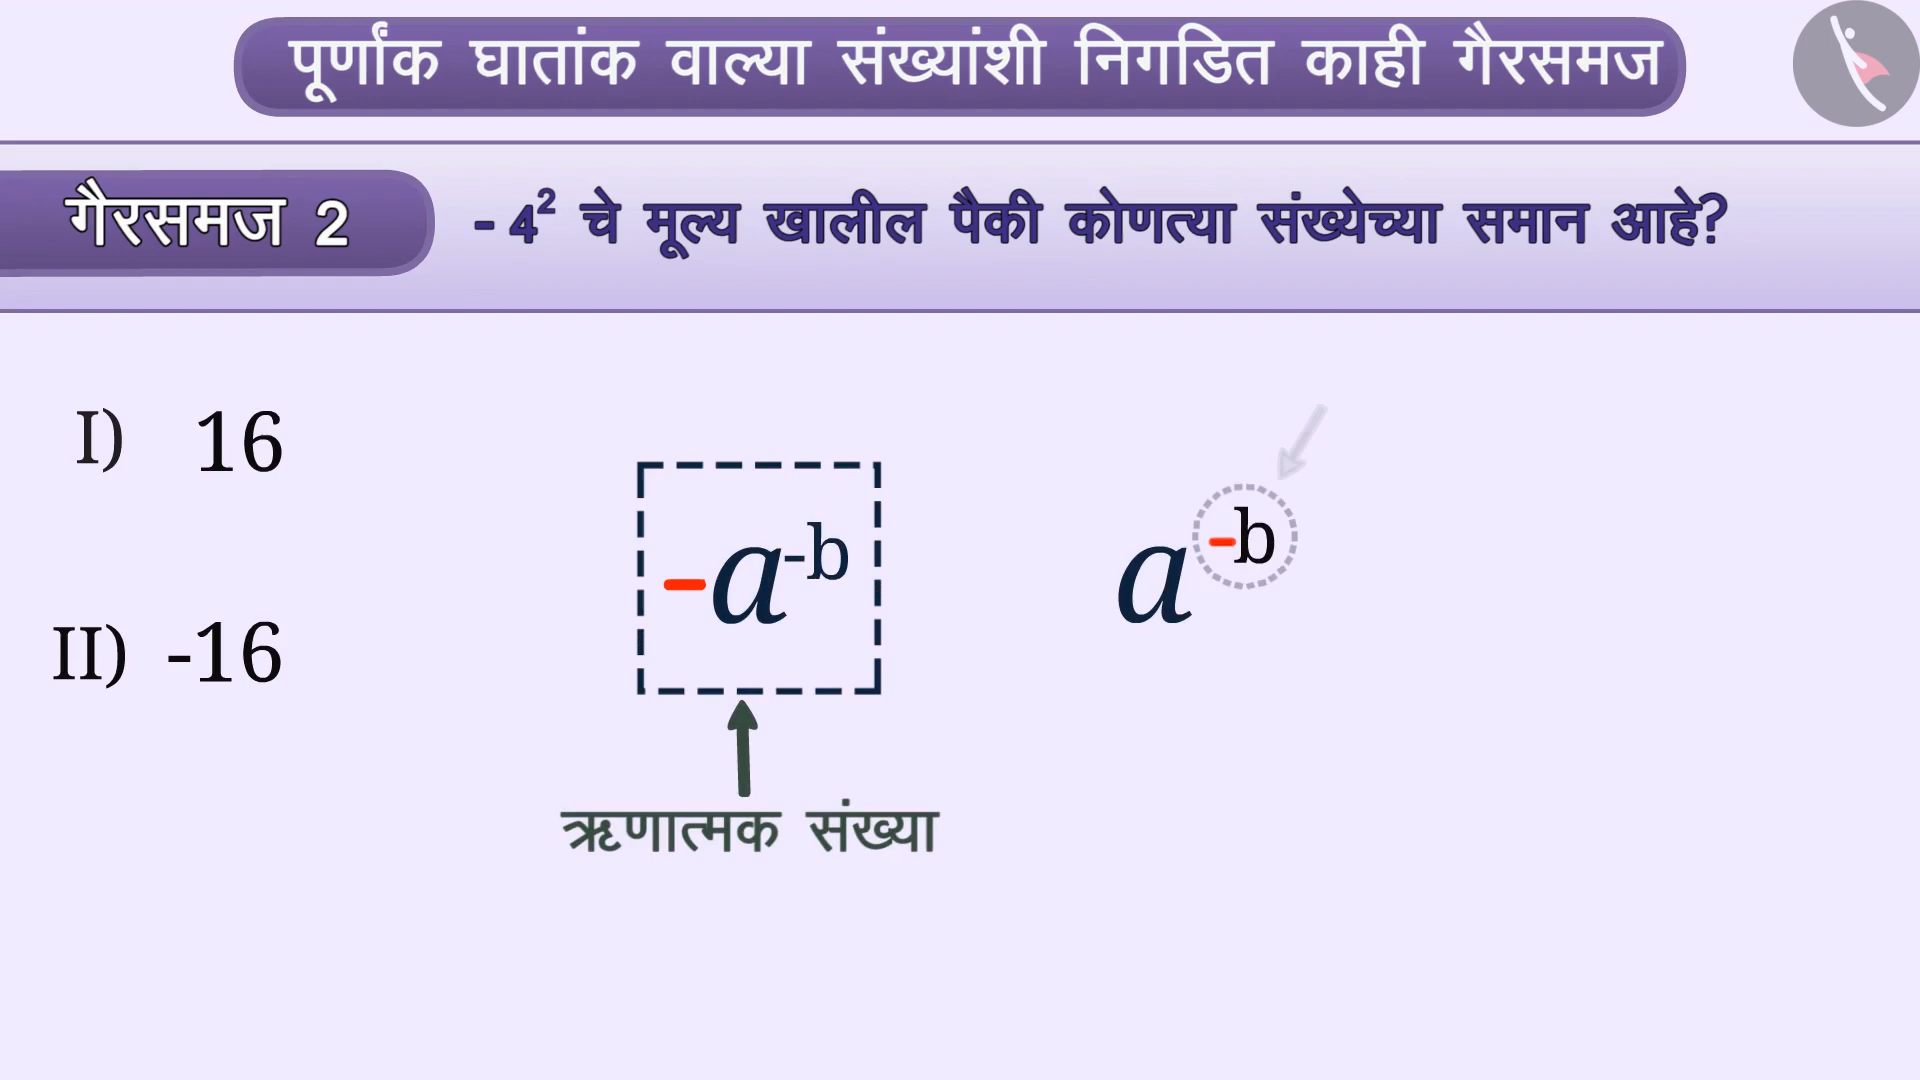 पूर्णांक घातांक वाल्या संख्यांशी निगडित काही गैरसमज
गैरसमज 2
- 4² चे मूल्य खालील पैकी कोणत्या संख्येच्या समान आहे?
I) 16
II) -16
-a⁻ᵇ
a⁻ᵇ
ऋणात्मक संख्या